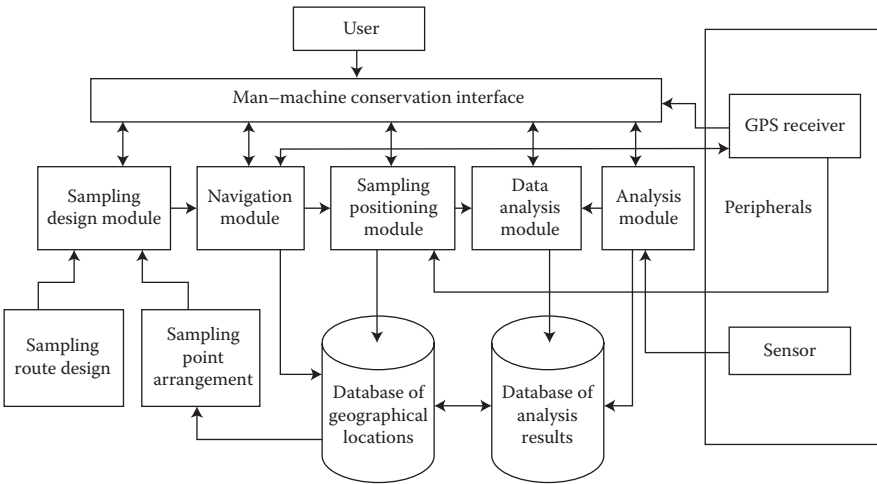 User
Man–machine conservation interface
GPS receiver
Sampling
design module
Navigation
module
Sampling
positioning
module
Data
analysis
module
Analysis
module
Peripherals
Sampling
route design
Sampling
point
arrangement
Database of
geographical
locations
Database of
analysis
results
Sensor